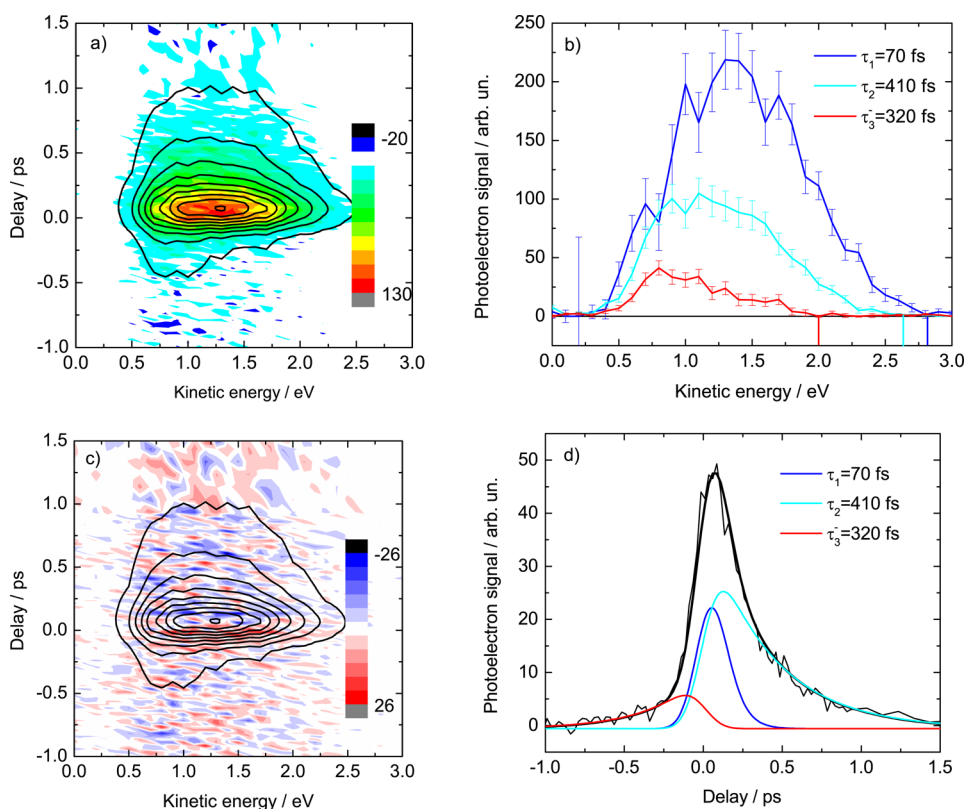 a)
Delay / ps
1.5
1.0
0.5
0.0
-0.5
-1.0
-20
130
0.0 0.5 1.0 1.5 2.0 2.5 3.0
Kinetic energy / eV
b)
Photoelectron signal / arb. un.
250
200
150
100
50
0
τ1=70 fs
τ2=410 fs
τ3-=320 fs
0.0 0.5 1.0 1.5 2.0 2.5 3.0
Kinetic energy / eV
c)
Delay / ps
1.5
1.0
0.5
0.0
-0.5
-1.0
-26
26
0.0 0.5 1.0 1.5 2.0 2.5 3.0
Kinetic energy / eV
d)
Photoelectron signal / arb. un.
50
40
30
20
10
0
τ1=70 fs
τ2=410 fs
τ3-=320 fs
-1.0 -0.5 0.0 0.5 1.0 1.5
Delay / ps